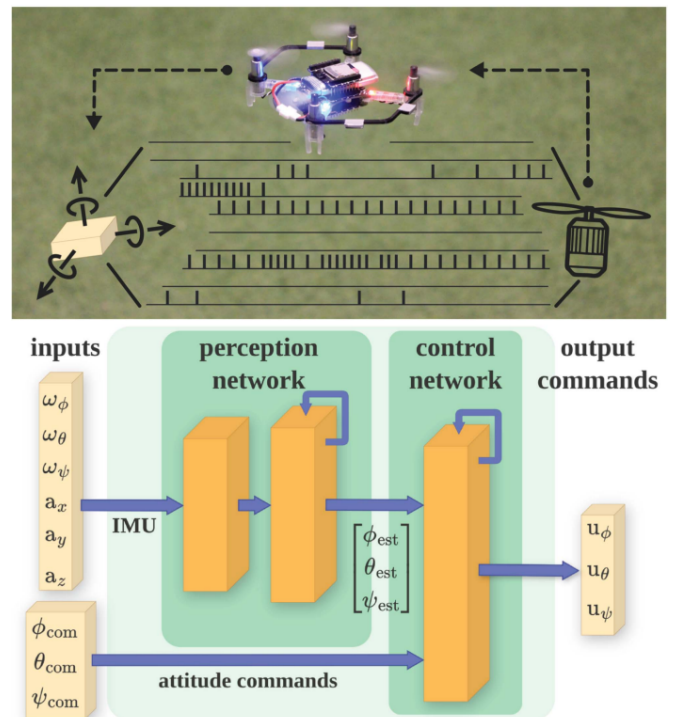 inputs
perception
network
control
network
output
commands
ω_ϕ
ω_θ
ω_ψ
a_x
a_y
a_z
IMU
ϕ_est
θ_est
ψ_est
u_ϕ
u_θ
u_ψ
ϕ_com
θ_com
ψ_com
attitude commands